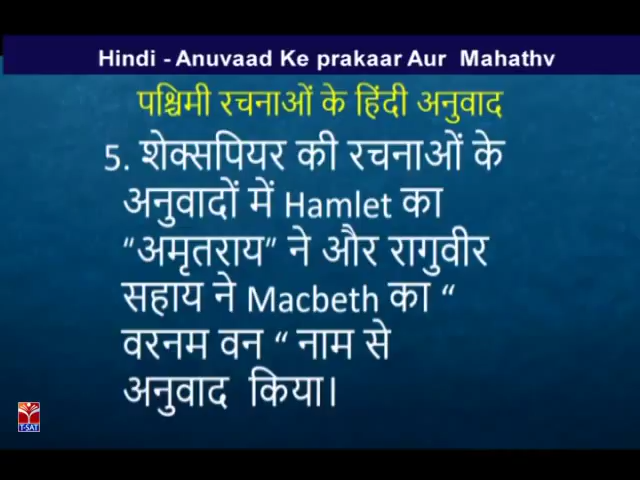 Hindi - Anuvaad Ke prakaar Aur Mahathv
पश्चिमी रचनाओं के हिंदी अनुवाद
5. शेक्सपियर की रचनाओं के
अनुवादों में Hamlet का
“अमृतराय” ने और रागुवीर
सहाय ने Macbeth का “
वरनम वन “ नाम से
अनुवाद किया।
T-SAT